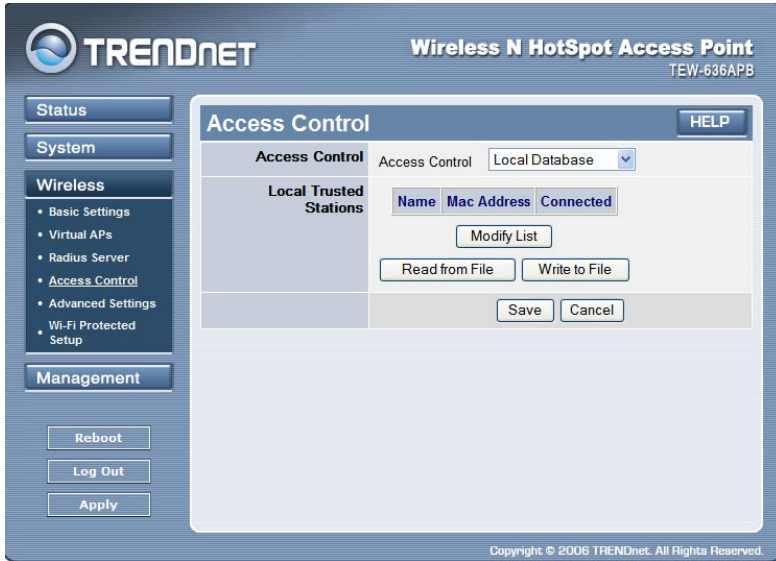 TRENDNET
Wireless N HotSpot Access Point
TEW-636APB
Status
System
Wireless
• Basic Settings
• Virtual APs
• Radius Server
• Access Control
• Advanced Settings
• Wi-Fi Protected
Setup
Management
Reboot
Log Out
Apply
Access Control
HELP
Access Control Access Control Local Database
Local Trusted
Stations
Name Mac Address Connected
Modify List
Read from File Write to File
Save Cancel
Copyright © 2006 TRENDnet. All Rights Reserved.